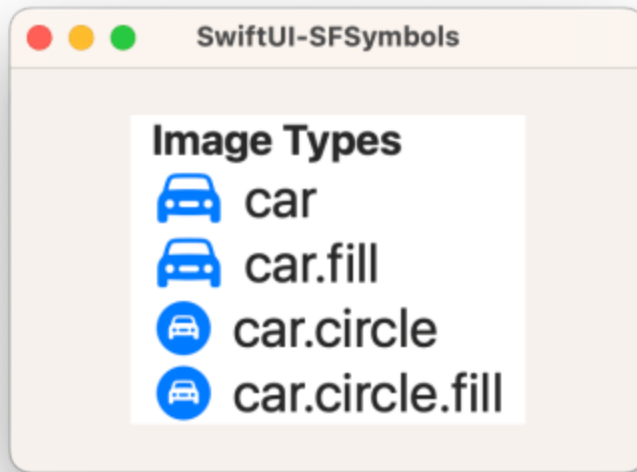 SwiftUI-SFSymbols
Image Types
car
car.fill
car.circle
car.circle.fill